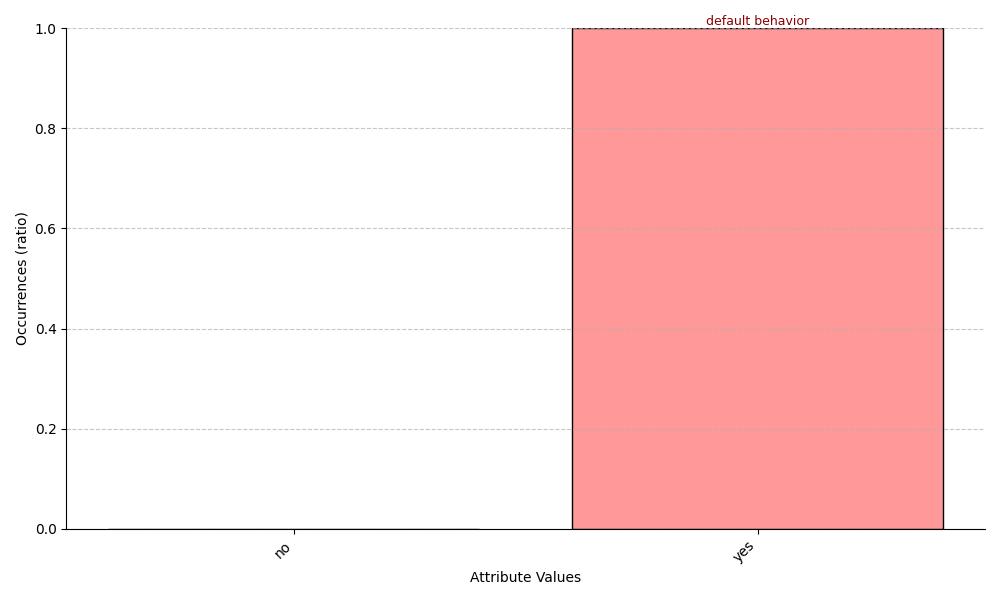 default behavior
1.0
0.8
0.6
0.4
0.2
0.0
Occurrences (ratio)
no
yes
Attribute Values